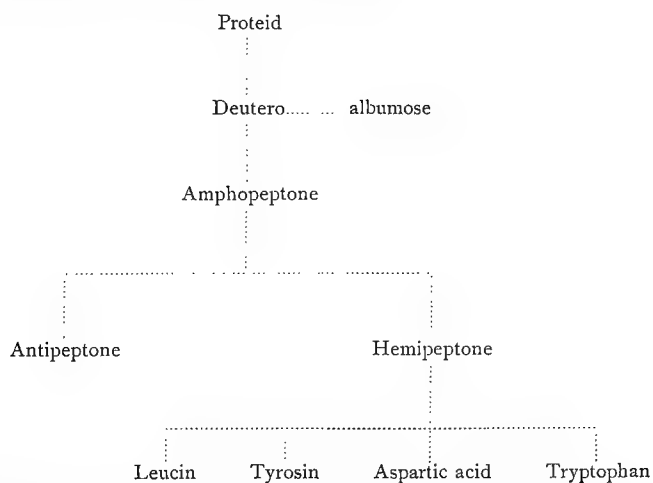 Proteid
Deutero..... ... albumose
Amphopeptone
Antipeptone Hemipeptone
Leucin Tyrosin Aspartic acid Tryptophan